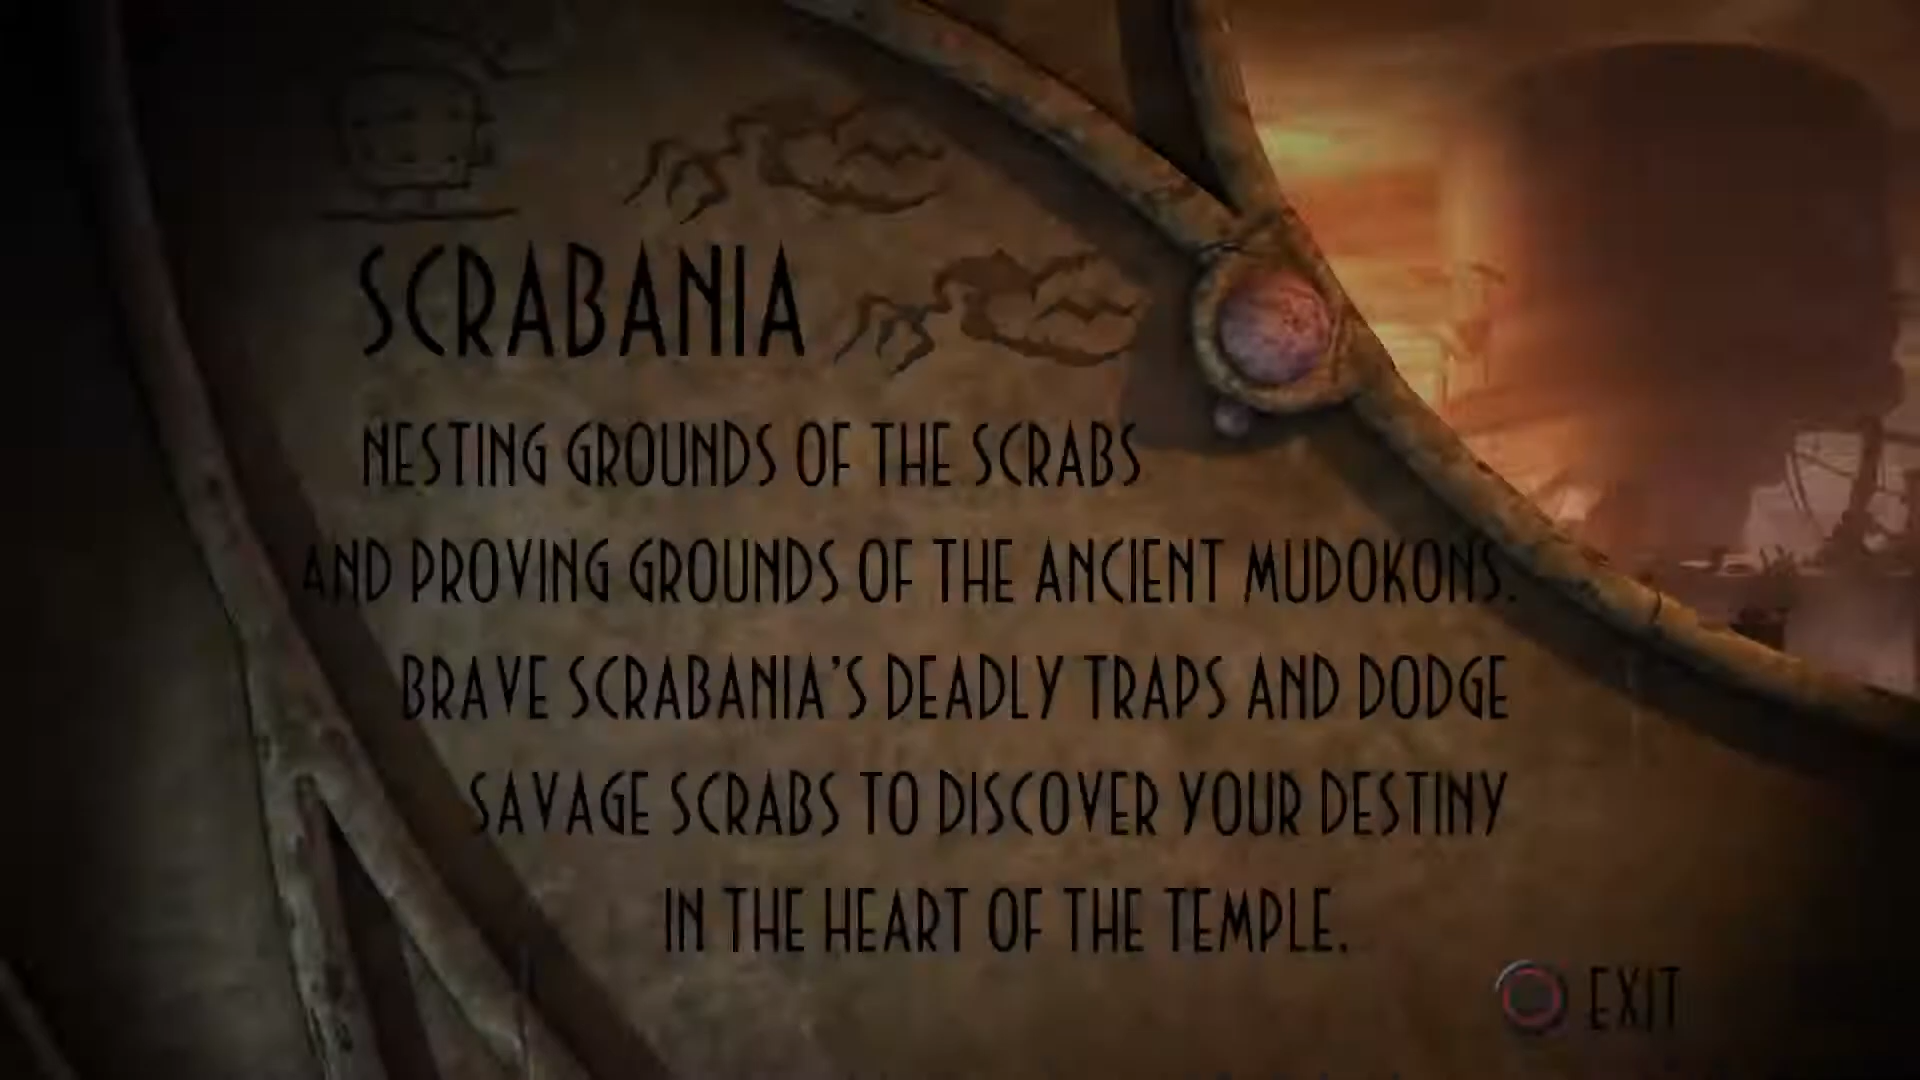 SCRABANIA
NESTING GROUNDS OF THE SCRABS
AND PROVING GROUNDS OF THE ANCIENT MUDOKONS.
BRAVE SCRABANIA'S DEADLY TRAPS AND DODGE
SAVAGE SCRABS TO DISCOVER YOUR DESTINY
IN THE HEART OF THE TEMPLE.
EXIT